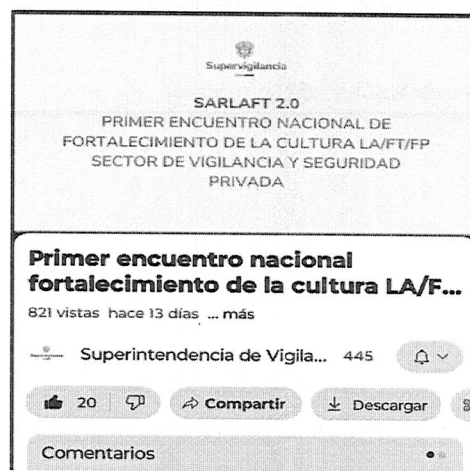 Supervigilancia
SARLAFT 2.0
PRIMER ENCUENTRO NACIONAL DE
FORTALECIMIENTO DE LA CULTURA LA/FT/FP
SECTOR DE VIGILANCIA Y SEGURIDAD
PRIVADA
Primer encuentro nacional
fortalecimiento de la cultura LA/F...
821 vistas hace 13 días ... más
Superintendencia de Vigila... 445
20 Compartir Descargar
Comentarios